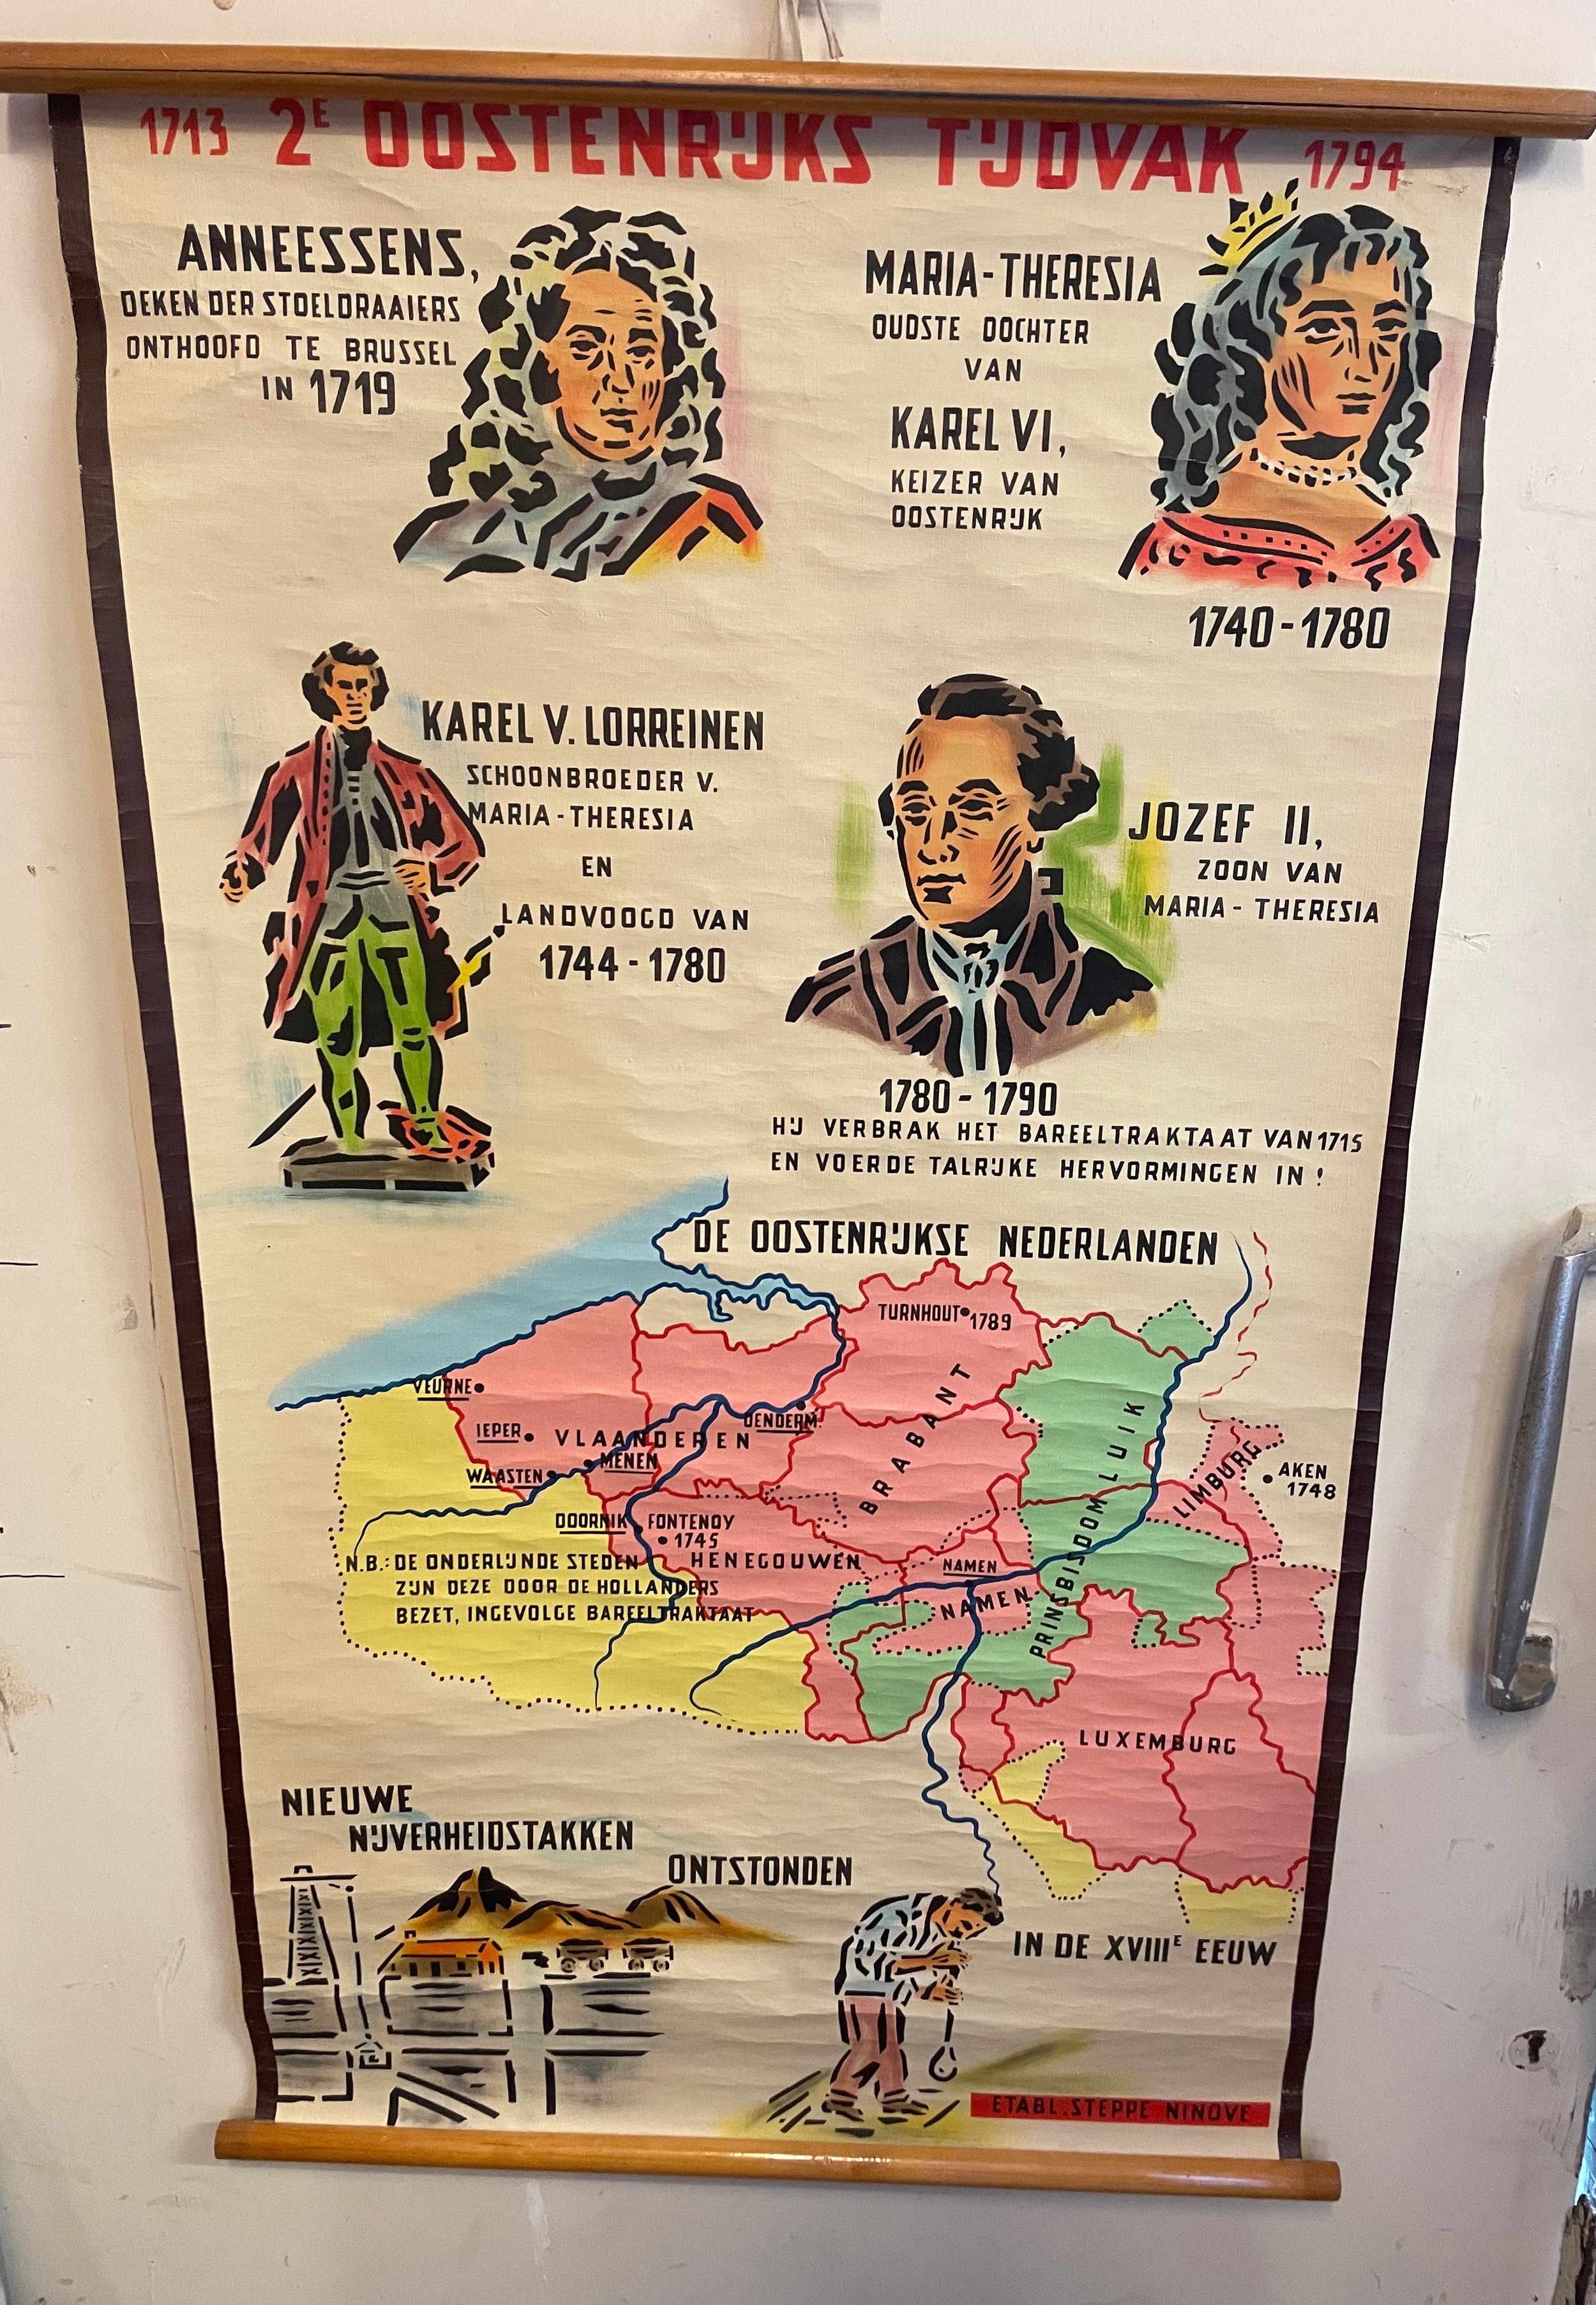 1713 2E OOSTENRIJKS TIJDVAK 1794
ANNEESSENS,
DEKEN DER STOELDRAAIERS
ONTHOOFD TE BRUSSEL
IN 1719
MARIA-THERESIA
OUDSTE DOCHTER
VAN
KAREL VI,
KEIZER VAN
OOSTENRIJK
1740-1780
KAREL V. LORREINEN
SCHOONBROEDER V.
MARIA-THERESIA
EN
LANDVOOGD VAN
1744-1780
JOZEF II,
ZOON VAN
MARIA-THERESIA
1780-1790
HIJ VERBRAK HET BAREELTRAKTAAT VAN 1715
EN VOERDE TALRIJKE HERVORMINGEN IN!
DE OOSTENRIJKSE NEDERLANDEN
TURNHOUT 1789
VEURNE
IEPER
VLAANDEREN
DENDERM.
MENEN
WAASTEN
BRABANT
PRINSBISDOM LUIK
LIMBURG
AKEN
1748
DOORNIK
FONTENOY
1745
HENEGOUWEN
NAMEN
NAMEN
N.B.: DE ONDERLIJNDE STEDEN
ZIJN DEZE DOOR DE HOLLANDERS
BEZET, INGEVOLGE BAREELTRAKTAAT
LUXEMBURG
NIEUWE
NIJVERHEIDSTAKKEN
ONTSTONDEN
IN DE XVIIIE EEUW
ETABL. STEPPE NINOVE